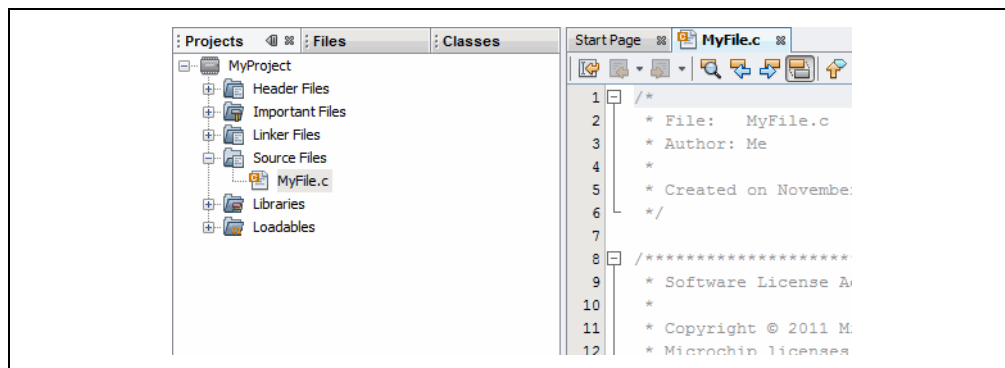 Projects Files Classes
MyProject
Header Files
Important Files
Linker Files
Source Files
MyFile.c
Libraries
Loadables
Start Page MyFile.c
1 /*
2 * File: MyFile.c
3 * Author: Me
4 *
5 * Created on
6 */
7
8 /*********************
9 * Software License
10 *
11 * Copyright © 2011
12 * Microchip licenses